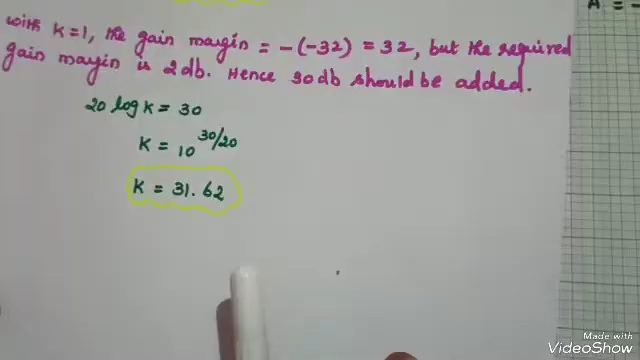 A = -
with K=1, the gain margin = -(-32) = 32, but the required
gain margin is 2db. Hence 30db should be added.
20 log K = 30
K = 10^30/20
K = 31.62
Made with
VideoShow